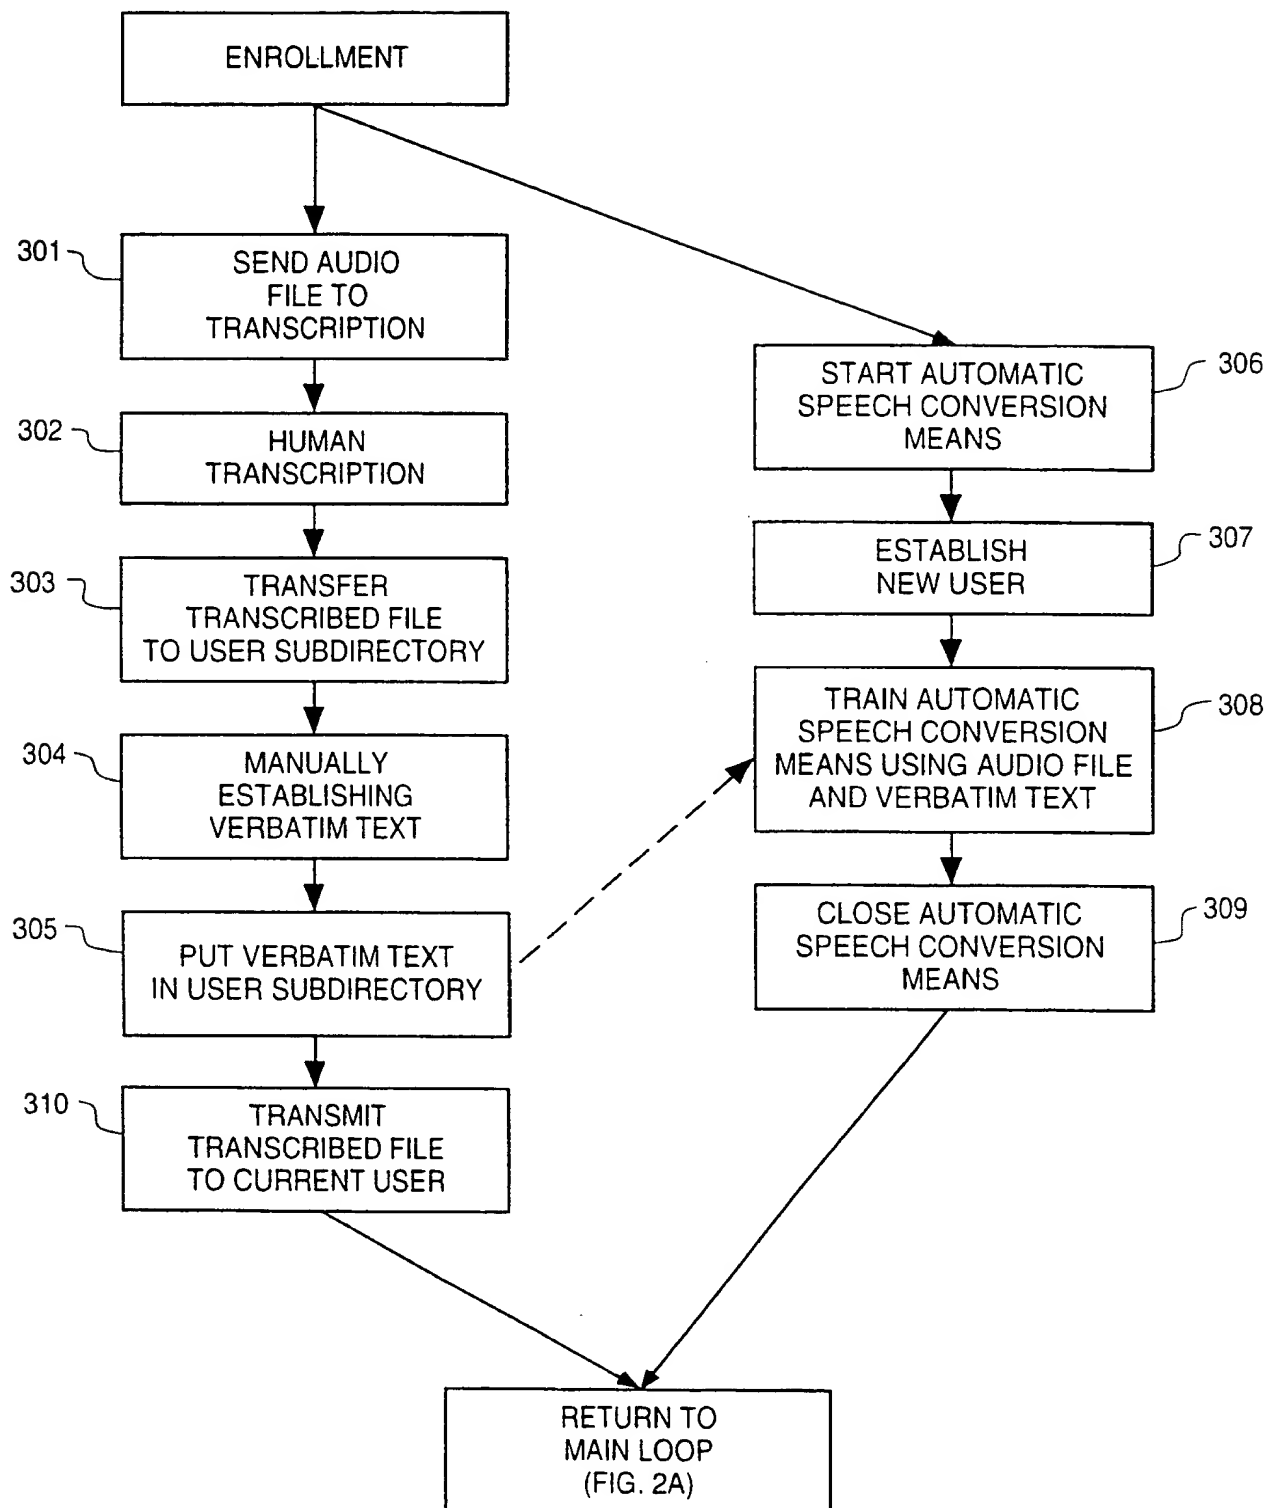 ENROLLMENT
301
SEND AUDIO
FILE TO
TRANSCRIPTION
302
HUMAN
TRANSCRIPTION
303
TRANSFER
TRANSCRIBED FILE
TO USER SUBDIRECTORY
304
MANUALLY
ESTABLISHING
VERBATIM TEXT
305
PUT VERBATIM TEXT
IN USER SUBDIRECTORY
310
TRANSMIT
TRANSCRIBED FILE
TO CURRENT USER
306
START AUTOMATIC
SPEECH CONVERSION
MEANS
307
ESTABLISH
NEW USER
308
TRAIN AUTOMATIC
SPEECH CONVERSION
MEANS USING AUDIO FILE
AND VERBATIM TEXT
309
CLOSE AUTOMATIC
SPEECH CONVERSION
MEANS
RETURN TO
MAIN LOOP
(FIG. 2A)